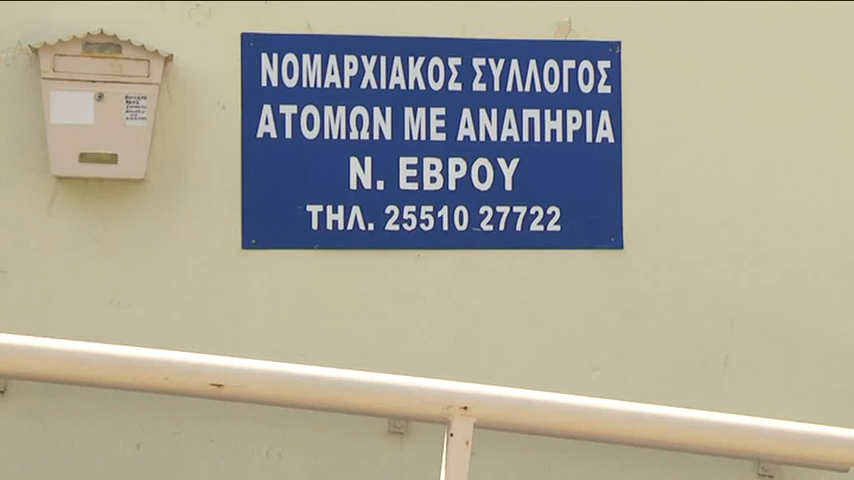 ΝΟΜΑΡΧΙΑΚΟΣ ΣΥΛΛΟΓΟΣ
ΑΤΟΜΩΝ ΜΕ ΑΝΑΠΗΡΙΑ
Ν. ΕΒΡΟΥ
ΤΗΛ. 25510 27722